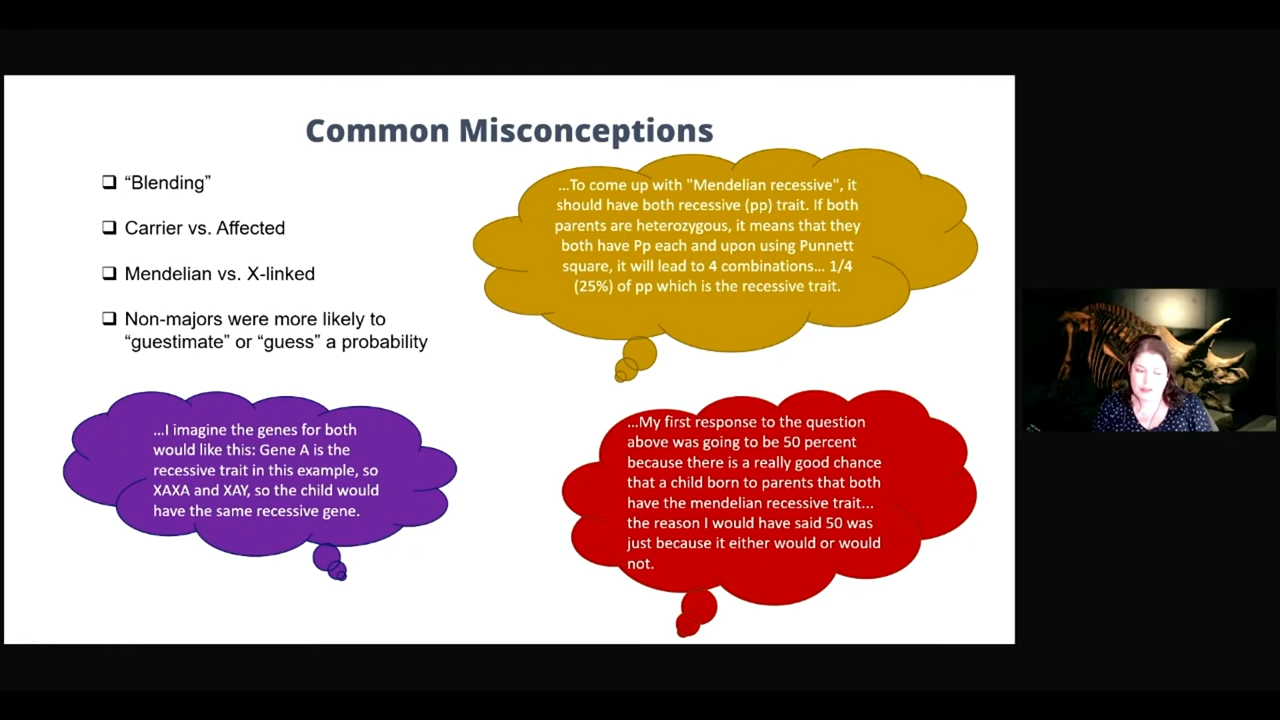 Common Misconceptions
“Blending”
Carrier vs. Affected
Mendelian vs. X-linked
Non-majors were more likely to
“guestimate” or “guess” a probability
...To come up with "Mendelian recessive", it
should have both recessive (pp) trait. If both
parents are heterozygous, it means that they
both have Pp each and upon using Punnett
square, it will lead to 4 combinations... 1/4
(25%) of pp which is the recessive trait.
...I imagine the genes for both
would like this: Gene A is the
recessive trait in this example, so
XAXA and XAY, so the child would
have the same recessive gene.
...My first response to the question
above was going to be 50 percent
because there is a really good chance
that a child born to parents that both
have the mendelian recessive trait...
the reason I would have said 50 was
just because it either would or would
not.